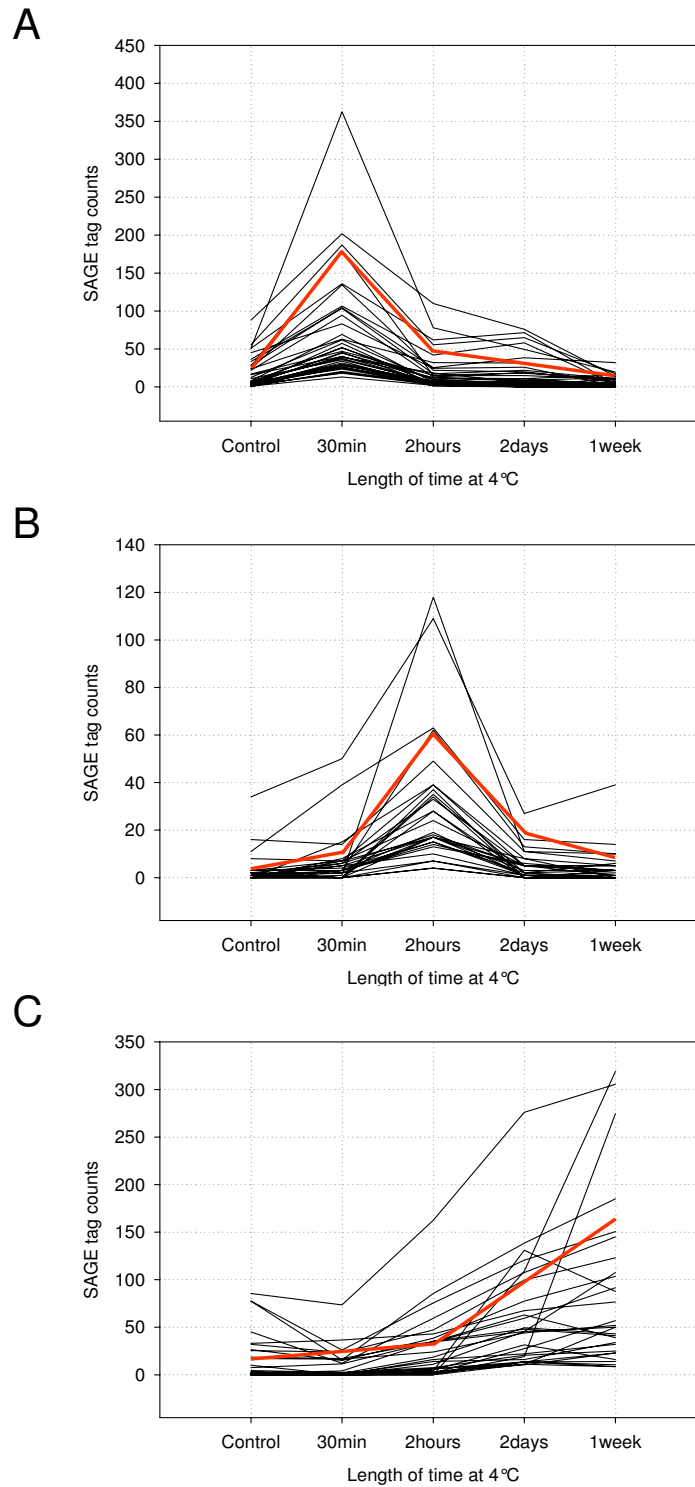 A
450
400
350
300
250
200
150
100
50
0
SAGE tag counts
Control 30min 2hours 2days 1week
Length of time at 4°C
B
140
120
100
80
60
40
20
0
SAGE tag counts
Control 30min 2hours 2days 1week
Length of time at 4°C
C
350
300
250
200
150
100
50
0
SAGE tag counts
Control 30min 2hours 2days 1week
Length of time at 4°C